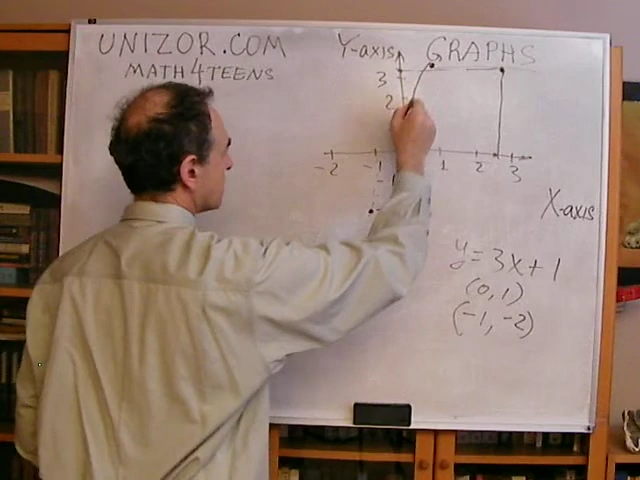 UNIZOR.COM
MATH4TEENS
Y-axis
GRAPHS
3
2
-2 -1 1 2 3
X-axis
y = 3x + 1
(0, 1)
(-1, -2)